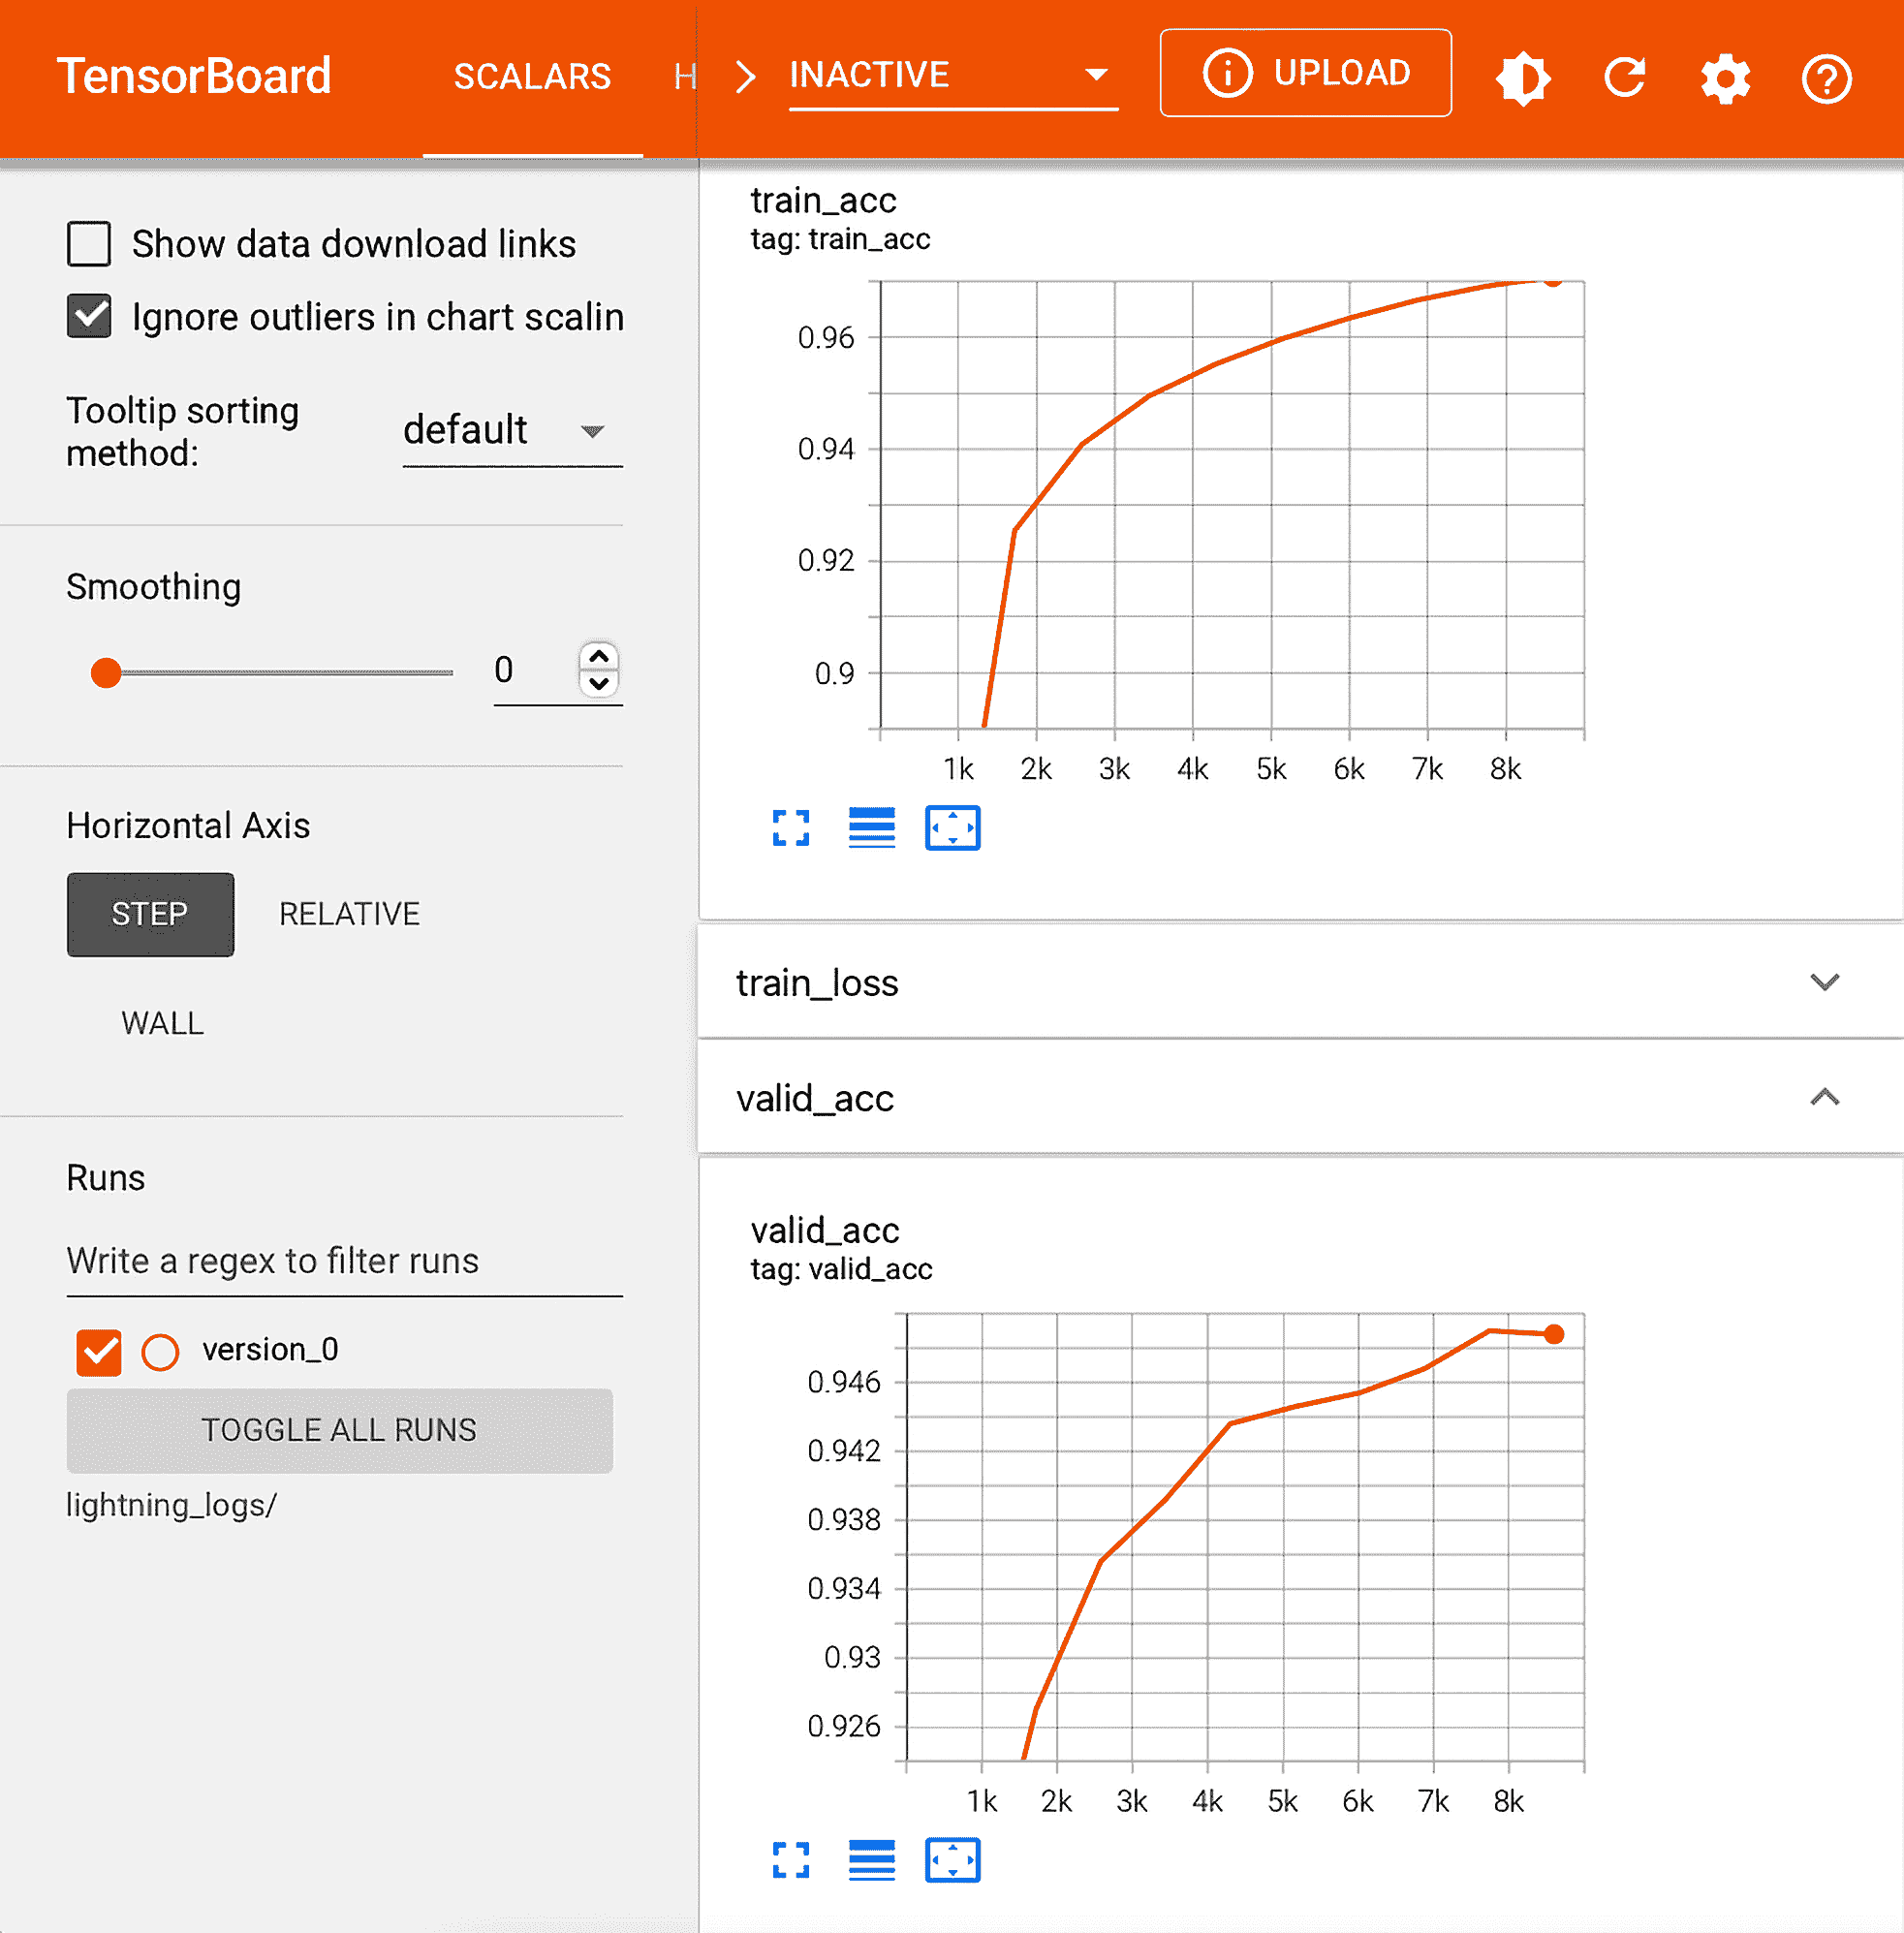 TensorBoard SCALARS H INACTIVE UPLOAD
Show data download links
Ignore outliers in chart scalin
Tooltip sorting
method:
default
Smoothing
0
Horizontal Axis
STEP RELATIVE
WALL
Runs
Write a regex to filter runs
version_0
TOGGLE ALL RUNS
lightning_logs/
train_acc
tag: train_acc
0.96
0.94
0.92
0.9
1k 2k 3k 4k 5k 6k 7k 8k
train_loss
valid_acc
valid_acc
tag: valid_acc
0.946
0.942
0.938
0.934
0.93
0.926
1k 2k 3k 4k 5k 6k 7k 8k